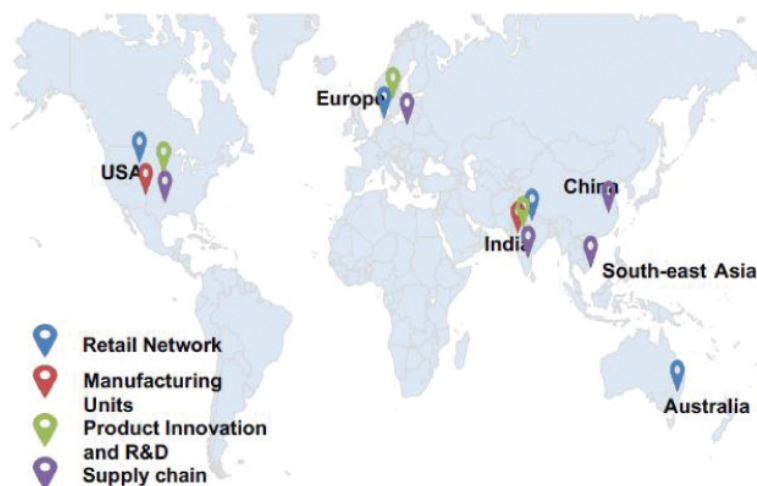 Europe
USA
China
India
South-east Asia
Retail Network
Manufacturing
Units
Australia
Product Innovation
and R&D
Supply chain